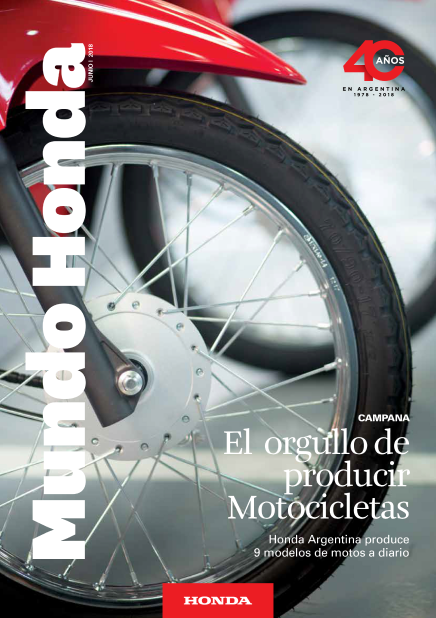 Mundo Honda
JUNIO | 2018
40 AÑOS
EN ARGENTINA
1978 - 2018
CAMPANA
El orgullo de
producir
Motocicletas
Honda Argentina produce
9 modelos de motos a diario
HONDA